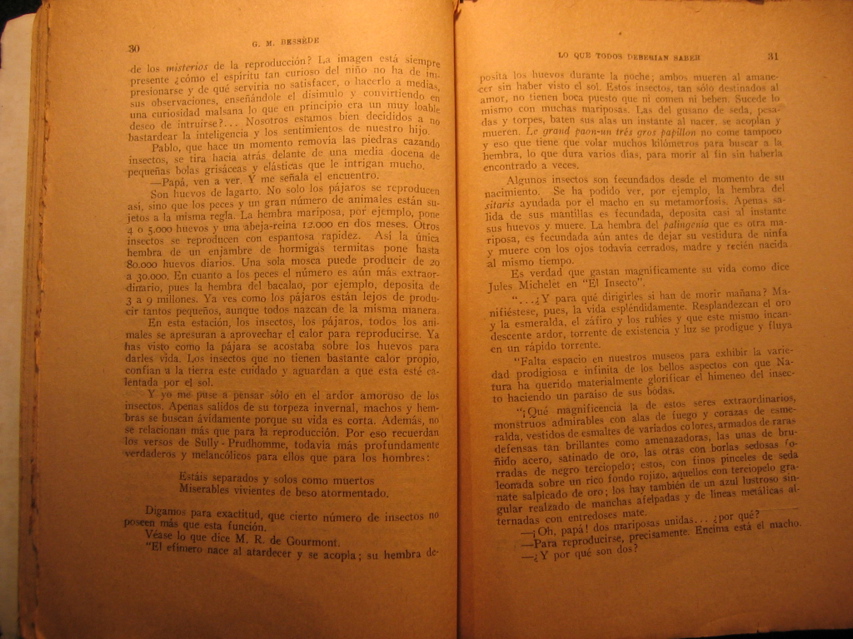 30
G. M. BESSÈDE
de los misterios de la reproducción? La imagen está siempre
presente ¿cómo el espíritu tan curioso del niño no ha de im-
presionarse y de qué serviría no satisfacer, o hacerlo a medias,
sus observaciones, enseñándole el disimulo y convirtiendo en
una curiosidad malsana lo que en principio era un muy loable
deseo de intruirse?... Nosotros estamos bien decididos a no
bastardear la inteligencia y los sentimientos de nuestro hijo.
Pablo, que hace un momento removía las piedras cazando
insectos, se tira hacia atrás delante de una media docena de
pequeñas bolas grisáceas y elásticas que le intrigan mucho.
—Papá, ven a ver. Y me señala el encuentro.
Son huevos de lagarto. No solo los pájaros se reproducen
así, sino que los peces y un gran número de animales están su-
jetos a la misma regla. La hembra mariposa, por ejemplo, pone
4 o 5.000 huevos y una abeja-reina 12.000 en dos meses. Otros
insectos se reproducen con espantosa rapidez. Así la única
hembra de un enjambre de hormigas termitas pone hasta
80.000 huevos diarios. Una sola mosca puede producir de 20
a 30.000. En cuanto a los peces el número es aún más extraor-
dinario, pues la hembra del bacalao, por ejemplo, deposita de
3 a 9 millones. Ya ves como los pájaros están lejos de produ-
cir tantos pequeños, aunque todos nazcan de la misma manera.
En esta estación, los insectos, los pájaros, todos los ani-
males se apresuran a aprovechar el calor para reproducirse. Ya
has visto como la pájara se acostaba sobre los huevos para
darles vida. Los insectos que no tienen bastante calor propio,
confían a la tierra este cuidado y aguardan a que esta esté ca-
lentada por el sol.
Y yo me puse a pensar sólo en el ardor amoroso de los
insectos. Apenas salidos de su torpeza invernal, machos y hem-
bras se buscan ávidamente porque su vida es corta. Además, no
se relacionan más que para la reproducción. Por eso recuerdan
los versos de Sully-Prudhomme, todavía más profundamente
verdaderos y melancólicos para ellos que para los hombres:
Estáis separados y solos como muertos
Miserables vivientes de beso atormentado.
Digamos para exactitud, que cierto número de insectos no
poseen más que esta función.
Véase lo que dice M. R. de Gourmont.
"El efímero nace al atardecer y se acopla; su hembra de-
LO QUE TODOS DEBERIAN SABER
31
posita los huevos durante la noche; ambos mueren al amane-
cer sin haber visto el sol. Estos insectos, tan sólo destinados al
amor, no tienen boca puesto que ni comen ni beben. Sucede lo
mismo con muchas mariposas. Las del gusano de seda, pesa-
das y torpes, baten sus alas un instante al nacer, se acoplan y
mueren. Le grand paon-un très gros papillon no come tampoco
y eso que tiene que volar muchos kilómetros para buscar a la
hembra, lo que dura varios días, para morir al fin sin haberla
encontrado a veces.
Algunos insectos son fecundados desde el momento de su
nacimiento. Se ha podido ver, por ejemplo, la hembra del
sitaris ayudada por el macho en su metamorfosis. Apenas sa-
lida de sus mantillas es fecundada, deposita casi al instante
sus huevos y muere. La hembra del palingenia que es otra ma-
riposa, es fecundada aún antes de dejar su vestidura de ninfa
y muere con los ojos todavía cerrados, madre y recién nacida
al mismo tiempo.
Es verdad que gastan magníficamente su vida como dice
Jules Michelet en "El Insecto".
"...¿Y para qué dirigirles si han de morir mañana? Ma-
nifiéstese, pues, la vida espléndidamente. Resplandezcan el oro
y la esmeralda, el záfiro y los rubíes y que este mismo incan-
descente ardor, torrente de existencia y luz se prodigue y fluya
en un rápido torrente.
"Falta espacio en nuestros museos para exhibir la varie-
dad prodigiosa e infinita de los bellos aspectos con que Na-
tura ha querido materialmente glorificar el himeneo del insec-
to haciendo un paraíso de sus bodas.
"¡Qué magnificencia la de estos seres extraordinarios,
monstruos admirables con alas de fuego y corazas de esme-
ralda, vestidos de esmaltes de variados colores, armados de raras
defensas tan brillantes como amenazadoras, las unas de bru-
ñido acero, satinado de oro, las otras con borlas sedosas fo-
rradas de negro terciopelo; estos, con finos pinceles de seda
leonada sobre un rico fondo rojizo, aquellos con terciopelo gra-
nate salpicado de oro; los hay también de un azul lustroso sin-
gular realzado de manchas afelpadas y de líneas metálicas al-
ternadas con entredoses mate.
—¡Oh, papá! dos mariposas unidas... ¿por qué?
—Para reproducirse, precisamente. Encima está el macho.
—¿Y por qué son dos?